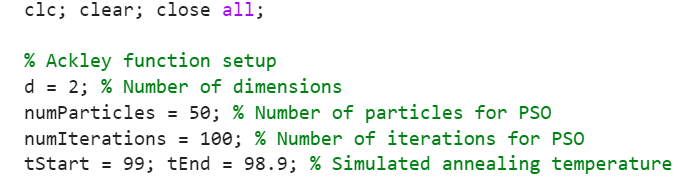 clc; clear; close all;
% Ackley function setup
d = 2; % Number of dimensions
numParticles = 50; % Number of particles for PSO
numIterations = 100; % Number of iterations for PSO
tStart = 99; tEnd = 98.9; % Simulated annealing temperature